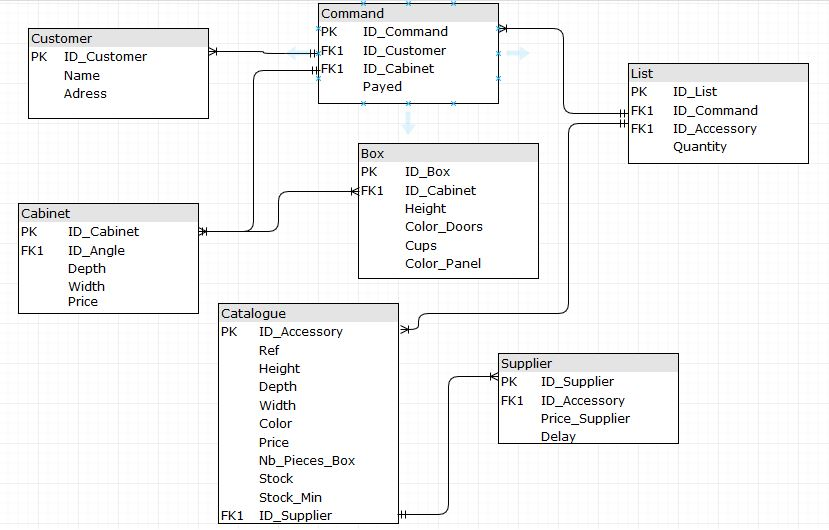 Customer
PK ID_Customer
Name
Adress
Command
PK ID_Command
FK1 ID_Customer
FK1 ID_Cabinet
Payed
List
PK ID_List
FK1 ID_Command
FK1 ID_Accessory
Quantity
Box
PK ID_Box
FK1 ID_Cabinet
Height
Color_Doors
Cups
Color_Panel
Cabinet
PK ID_Cabinet
FK1 ID_Angle
Depth
Width
Price
Catalogue
PK ID_Accessory
Ref
Height
Depth
Width
Color
Price
Nb_Pieces_Box
Stock
Stock_Min
FK1 ID_Supplier
Supplier
PK ID_Supplier
FK1 ID_Accessory
Price_Supplier
Delay